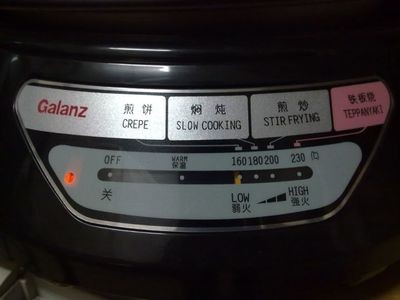 Galanz
煎饼
CREPE
焖炖
SLOW COOKING
煎炒
STIR FRYING
铁板烧
TEPPANYAKI
OFF
WARM
保温
160 180 200 230 (℃)
关
LOW
弱火
HIGH
强火